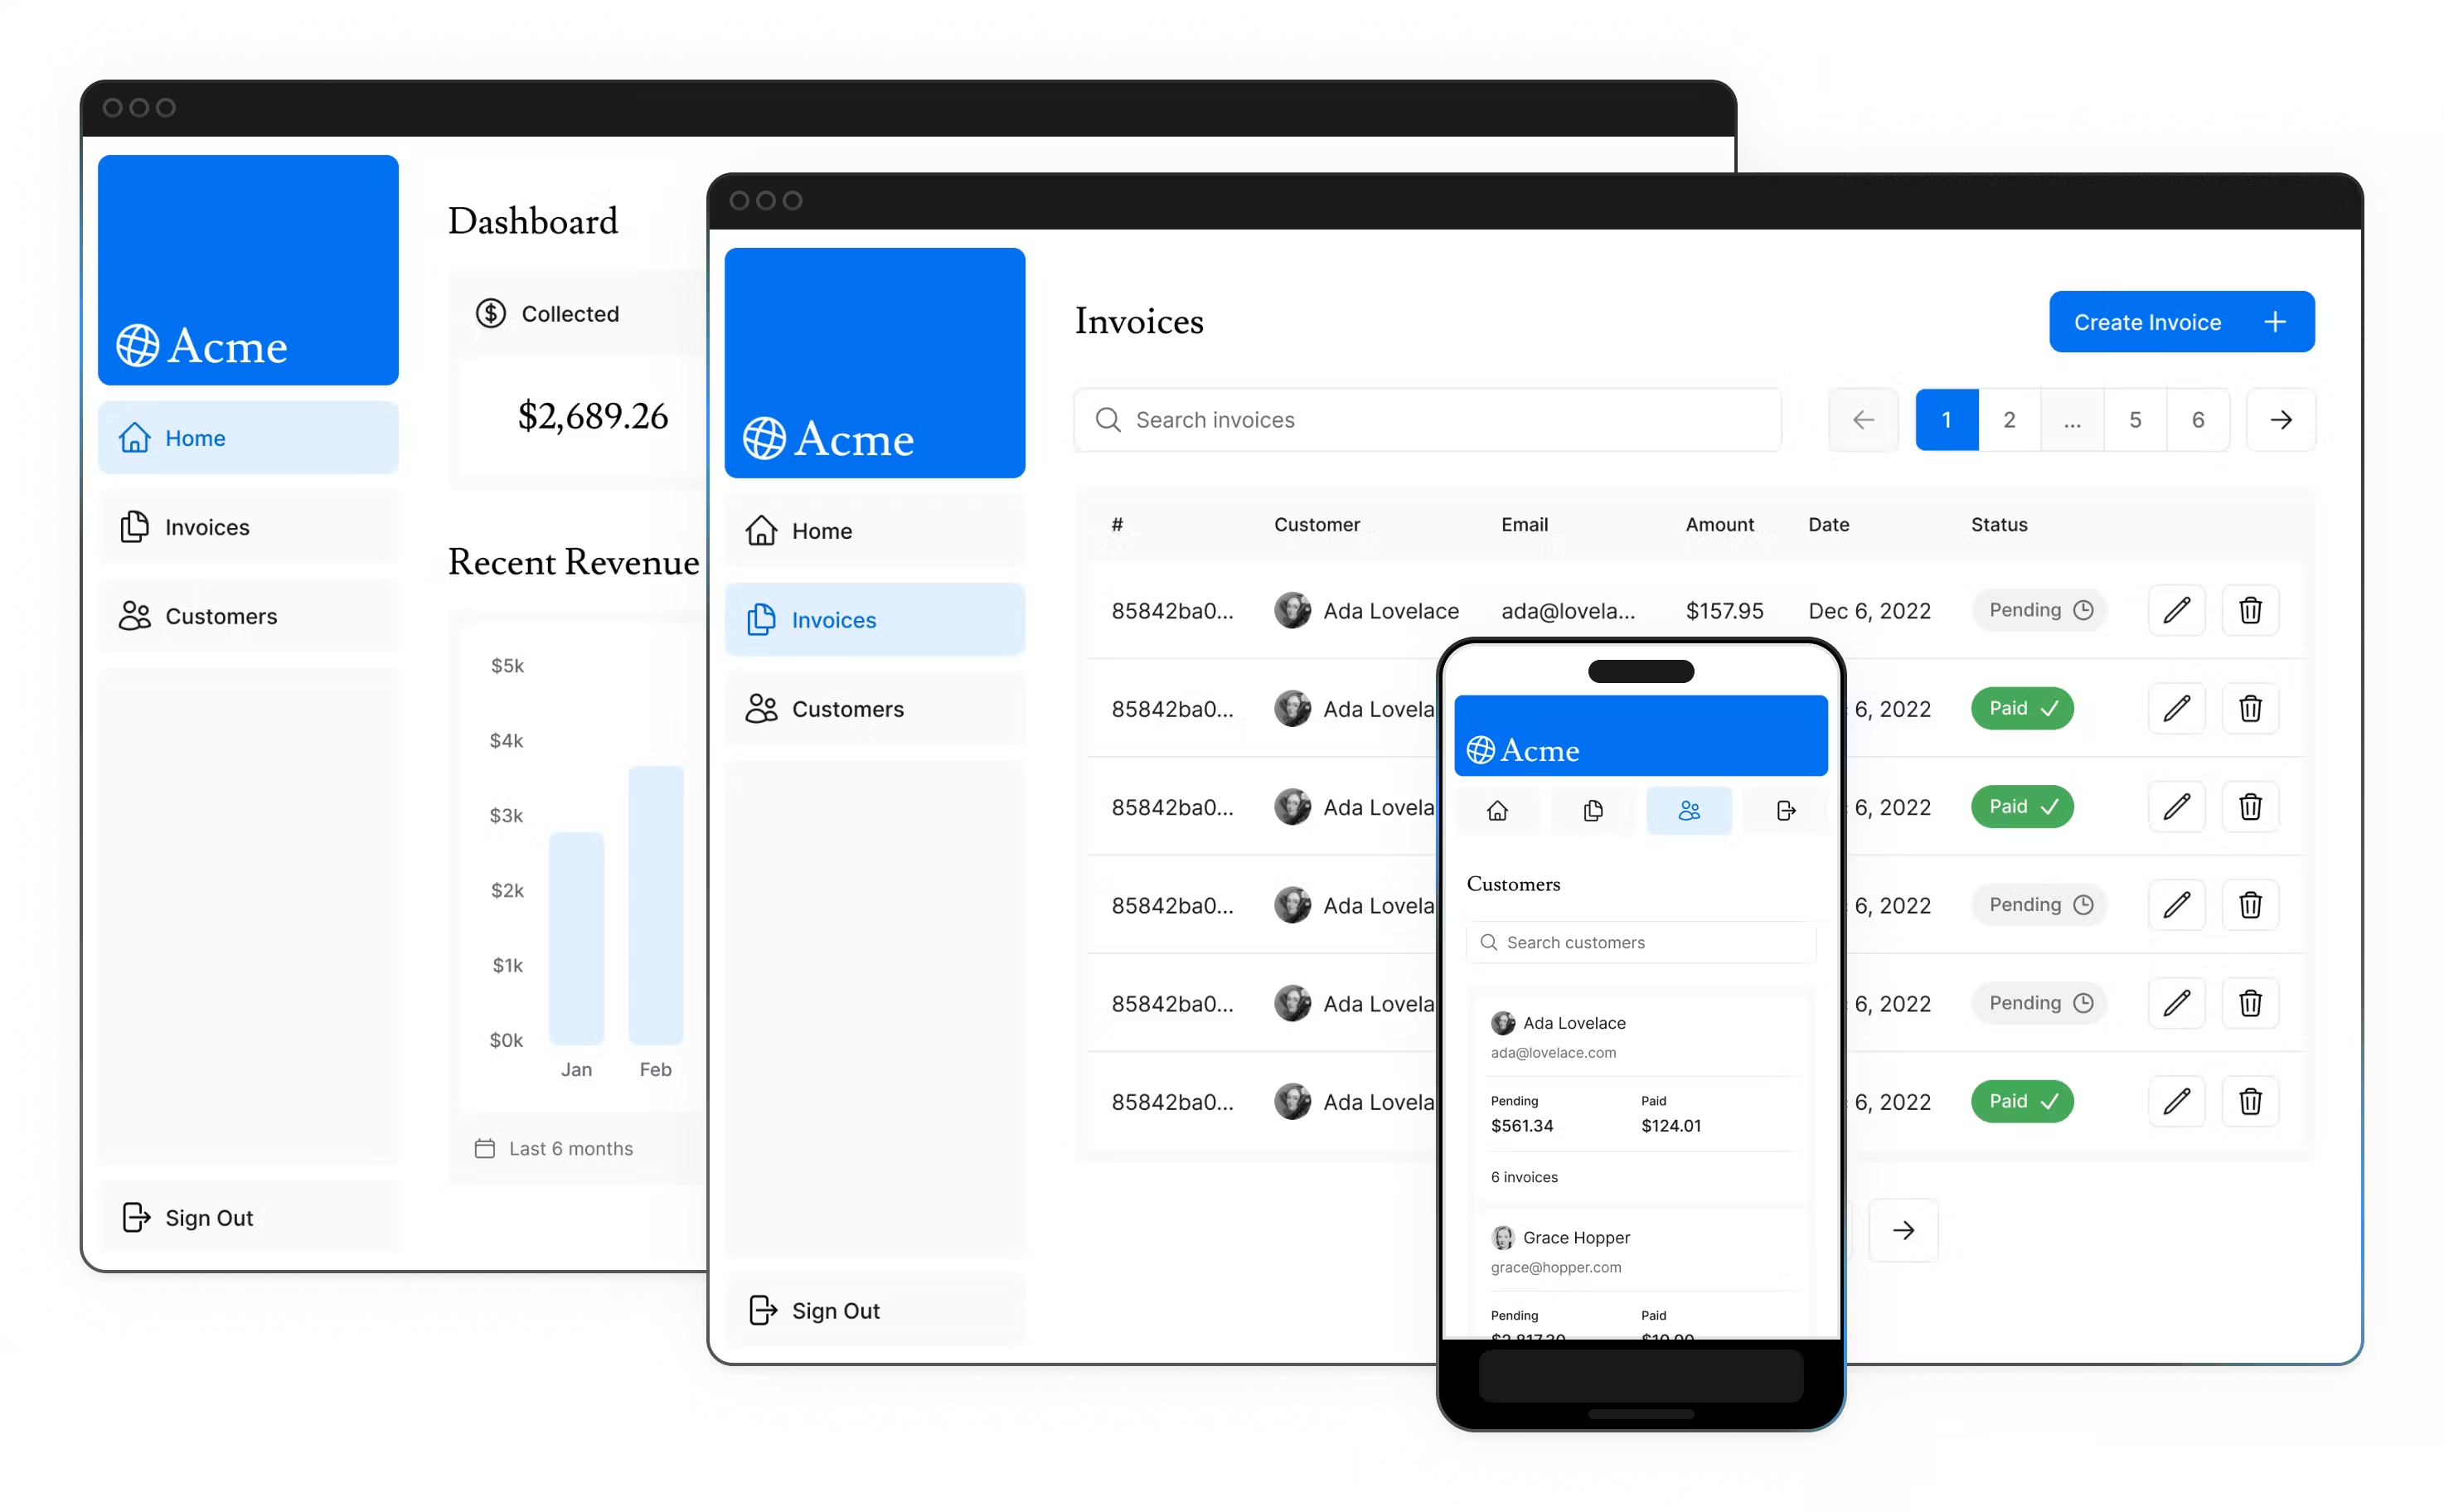 Acme
Home
Invoices
Customers
Sign Out
Dashboard
Collected
$2,689.26
Recent Revenue
$5k
$4k
$3k
$2k
$1k
$0k
Jan Feb
Last 6 months
Acme
Home
Invoices
Customers
Sign Out
Invoices
Create Invoice
Search invoices
1 2 ... 5 6
# Customer Email Amount Date Status
85842ba0... Ada Lovelace ada@lovela... $157.95 Dec 6, 2022 Pending
85842ba0... Ada Lovela 6, 2022 Paid
85842ba0... Ada Lovela 6, 2022 Paid
85842ba0... Ada Lovela 6, 2022 Pending
85842ba0... Ada Lovela 6, 2022 Pending
85842ba0... Ada Lovela 6, 2022 Paid
Acme
Customers
Search customers
Ada Lovelace
ada@lovelace.com
Pending Paid
$561.34 $124.01
6 invoices
Grace Hopper
grace@hopper.com
Pending Paid